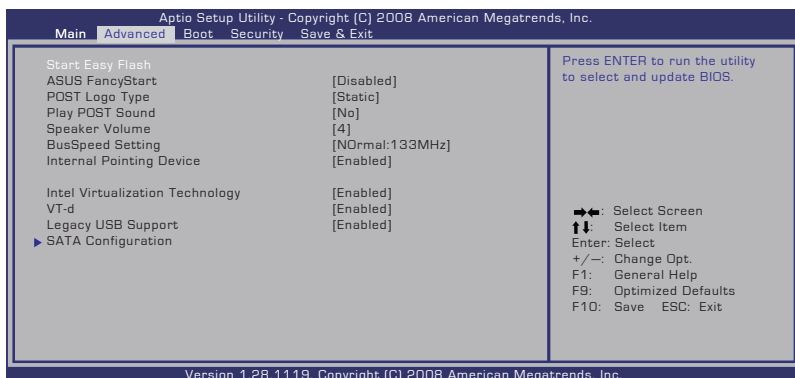 Aptio Setup Utility - Copyright (C) 2008 American Megatrends, Inc.
Main Advanced Boot Security Save & Exit
Start Easy Flash
ASUS FancyStart [Disabled]
POST Logo Type [Static]
Play POST Sound [No]
Speaker Volume [4]
BusSpeed Setting [NOrmal:133MHz]
Internal Pointing Device [Enabled]
Intel Virtualization Technology [Enabled]
VT-d [Enabled]
Legacy USB Support [Enabled]
SATA Configuration
Press ENTER to run the utility
to select and update BIOS.
→←: Select Screen
↑↓: Select Item
Enter: Select
+/—: Change Opt.
F1: General Help
F9: Optimized Defaults
F10: Save ESC: Exit
Version 1.28.1119. Copyright (C) 2008 American Megatrends, Inc.